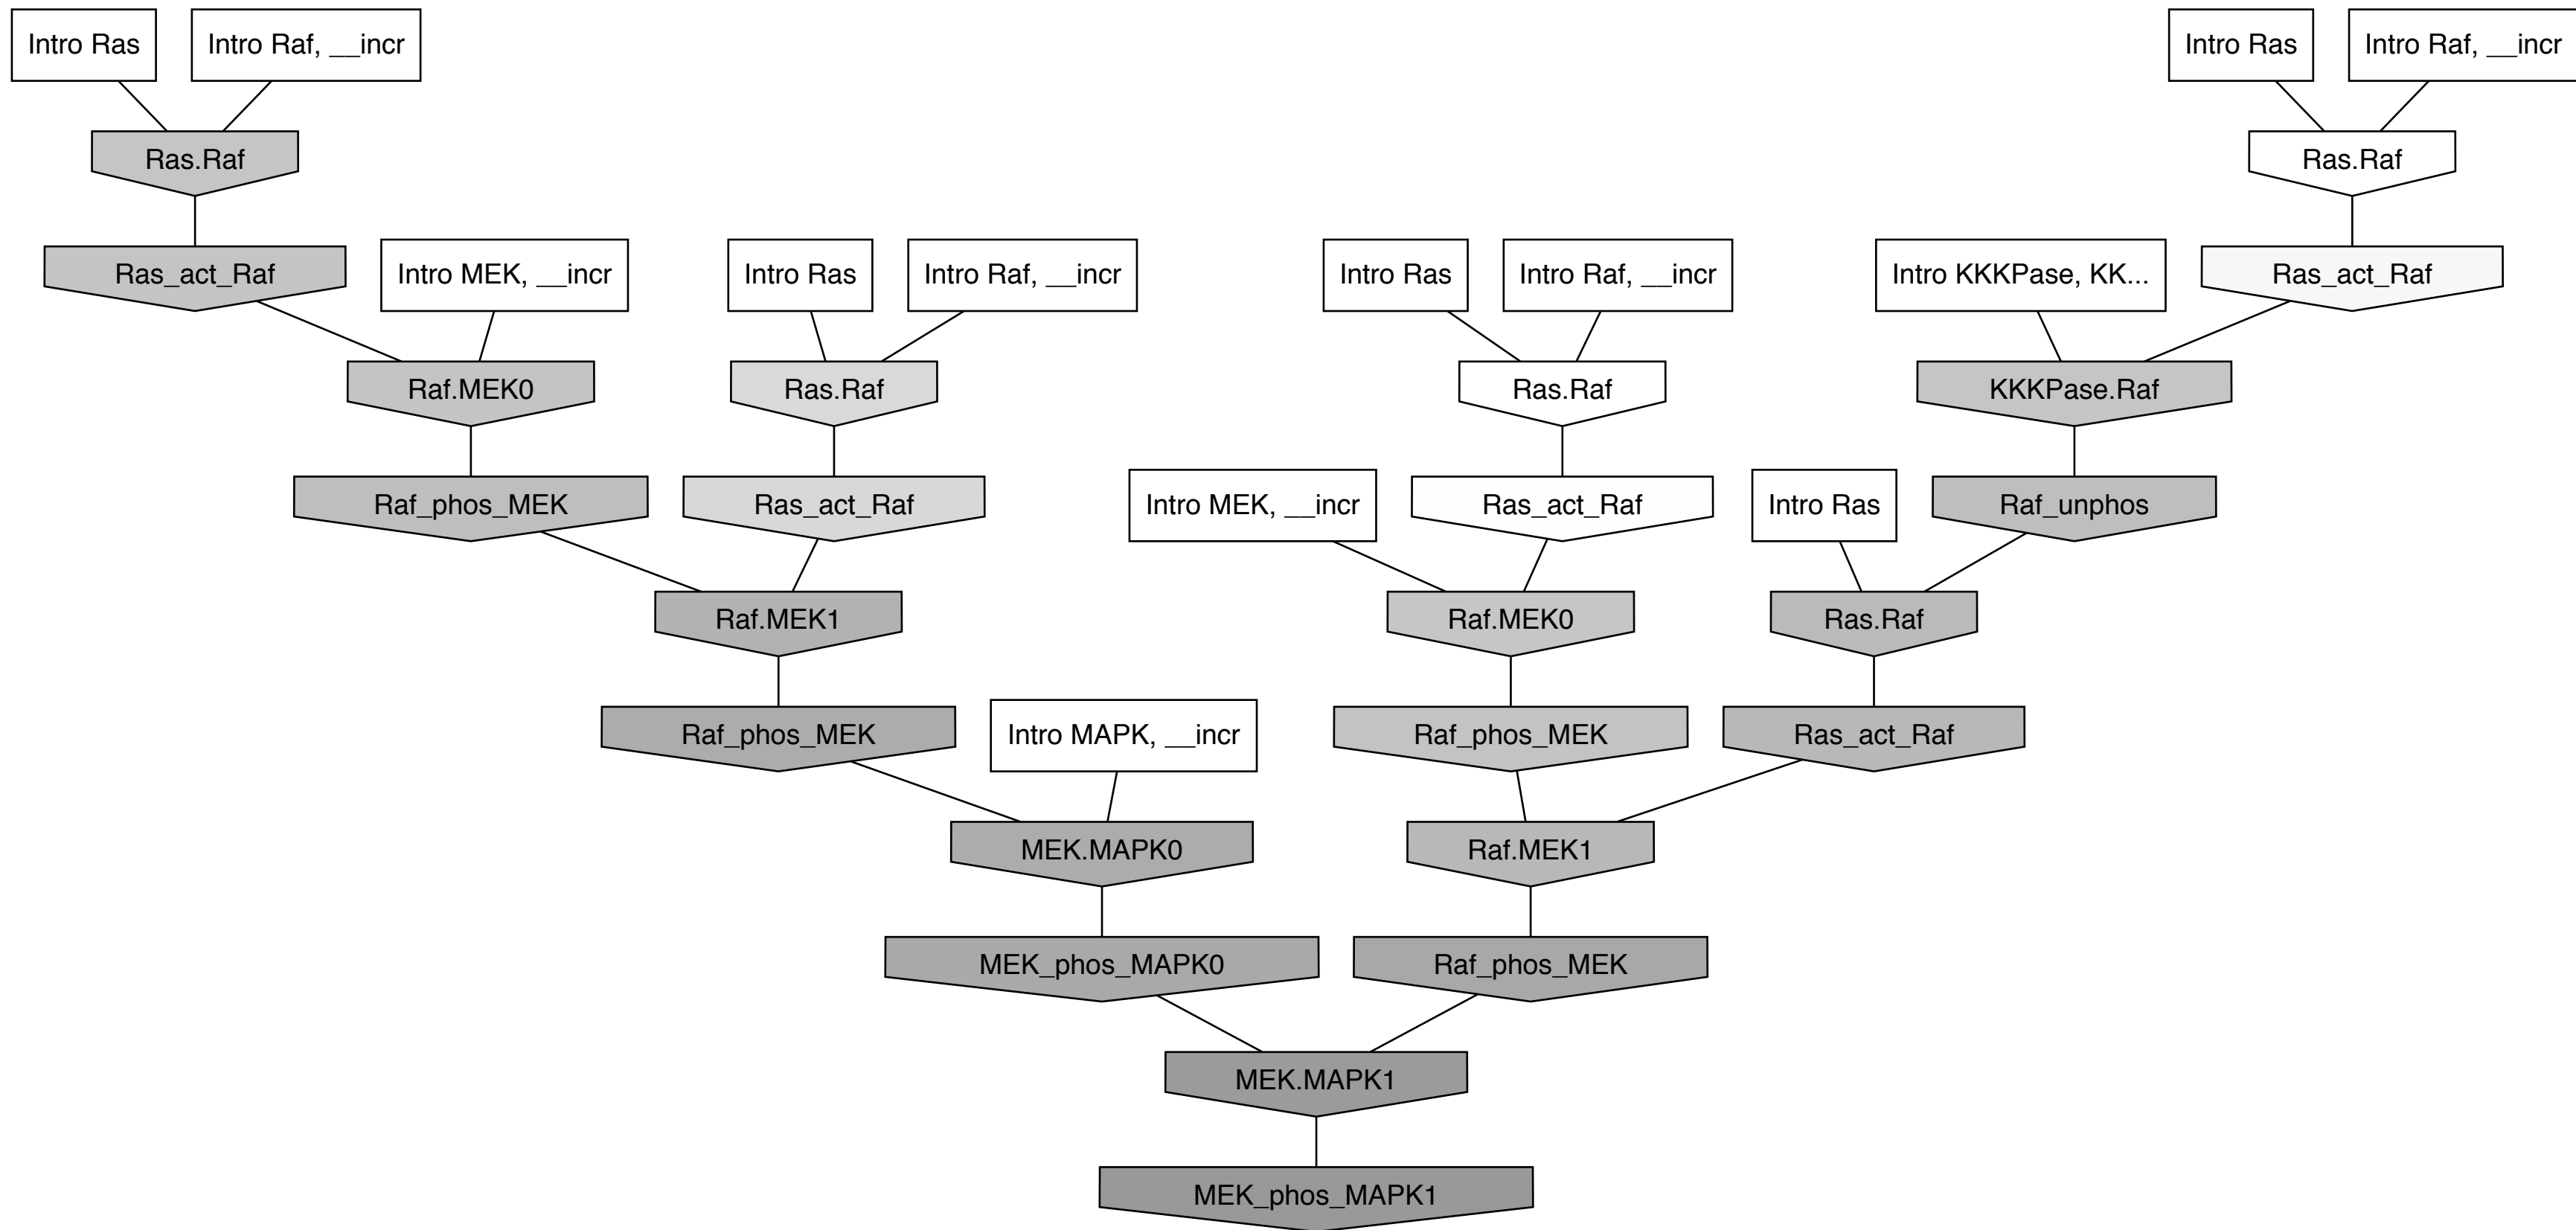 Intro Ras
Intro Raf, __incr
Intro Ras
Intro Raf, __incr
Ras.Raf
Ras.Raf
Ras_act_Raf
Intro MEK, __incr
Intro Ras
Intro Raf, __incr
Intro Ras
Intro Raf, __incr
Intro KKKPase, KK...
Ras_act_Raf
Raf.MEK0
Ras.Raf
Ras.Raf
KKKPase.Raf
Raf_phos_MEK
Ras_act_Raf
Intro MEK, __incr
Ras_act_Raf
Intro Ras
Raf_unphos
Raf.MEK1
Raf.MEK0
Ras.Raf
Raf_phos_MEK
Intro MAPK, __incr
Raf_phos_MEK
Ras_act_Raf
MEK.MAPK0
Raf.MEK1
MEK_phos_MAPK0
Raf_phos_MEK
MEK.MAPK1
MEK_phos_MAPK1